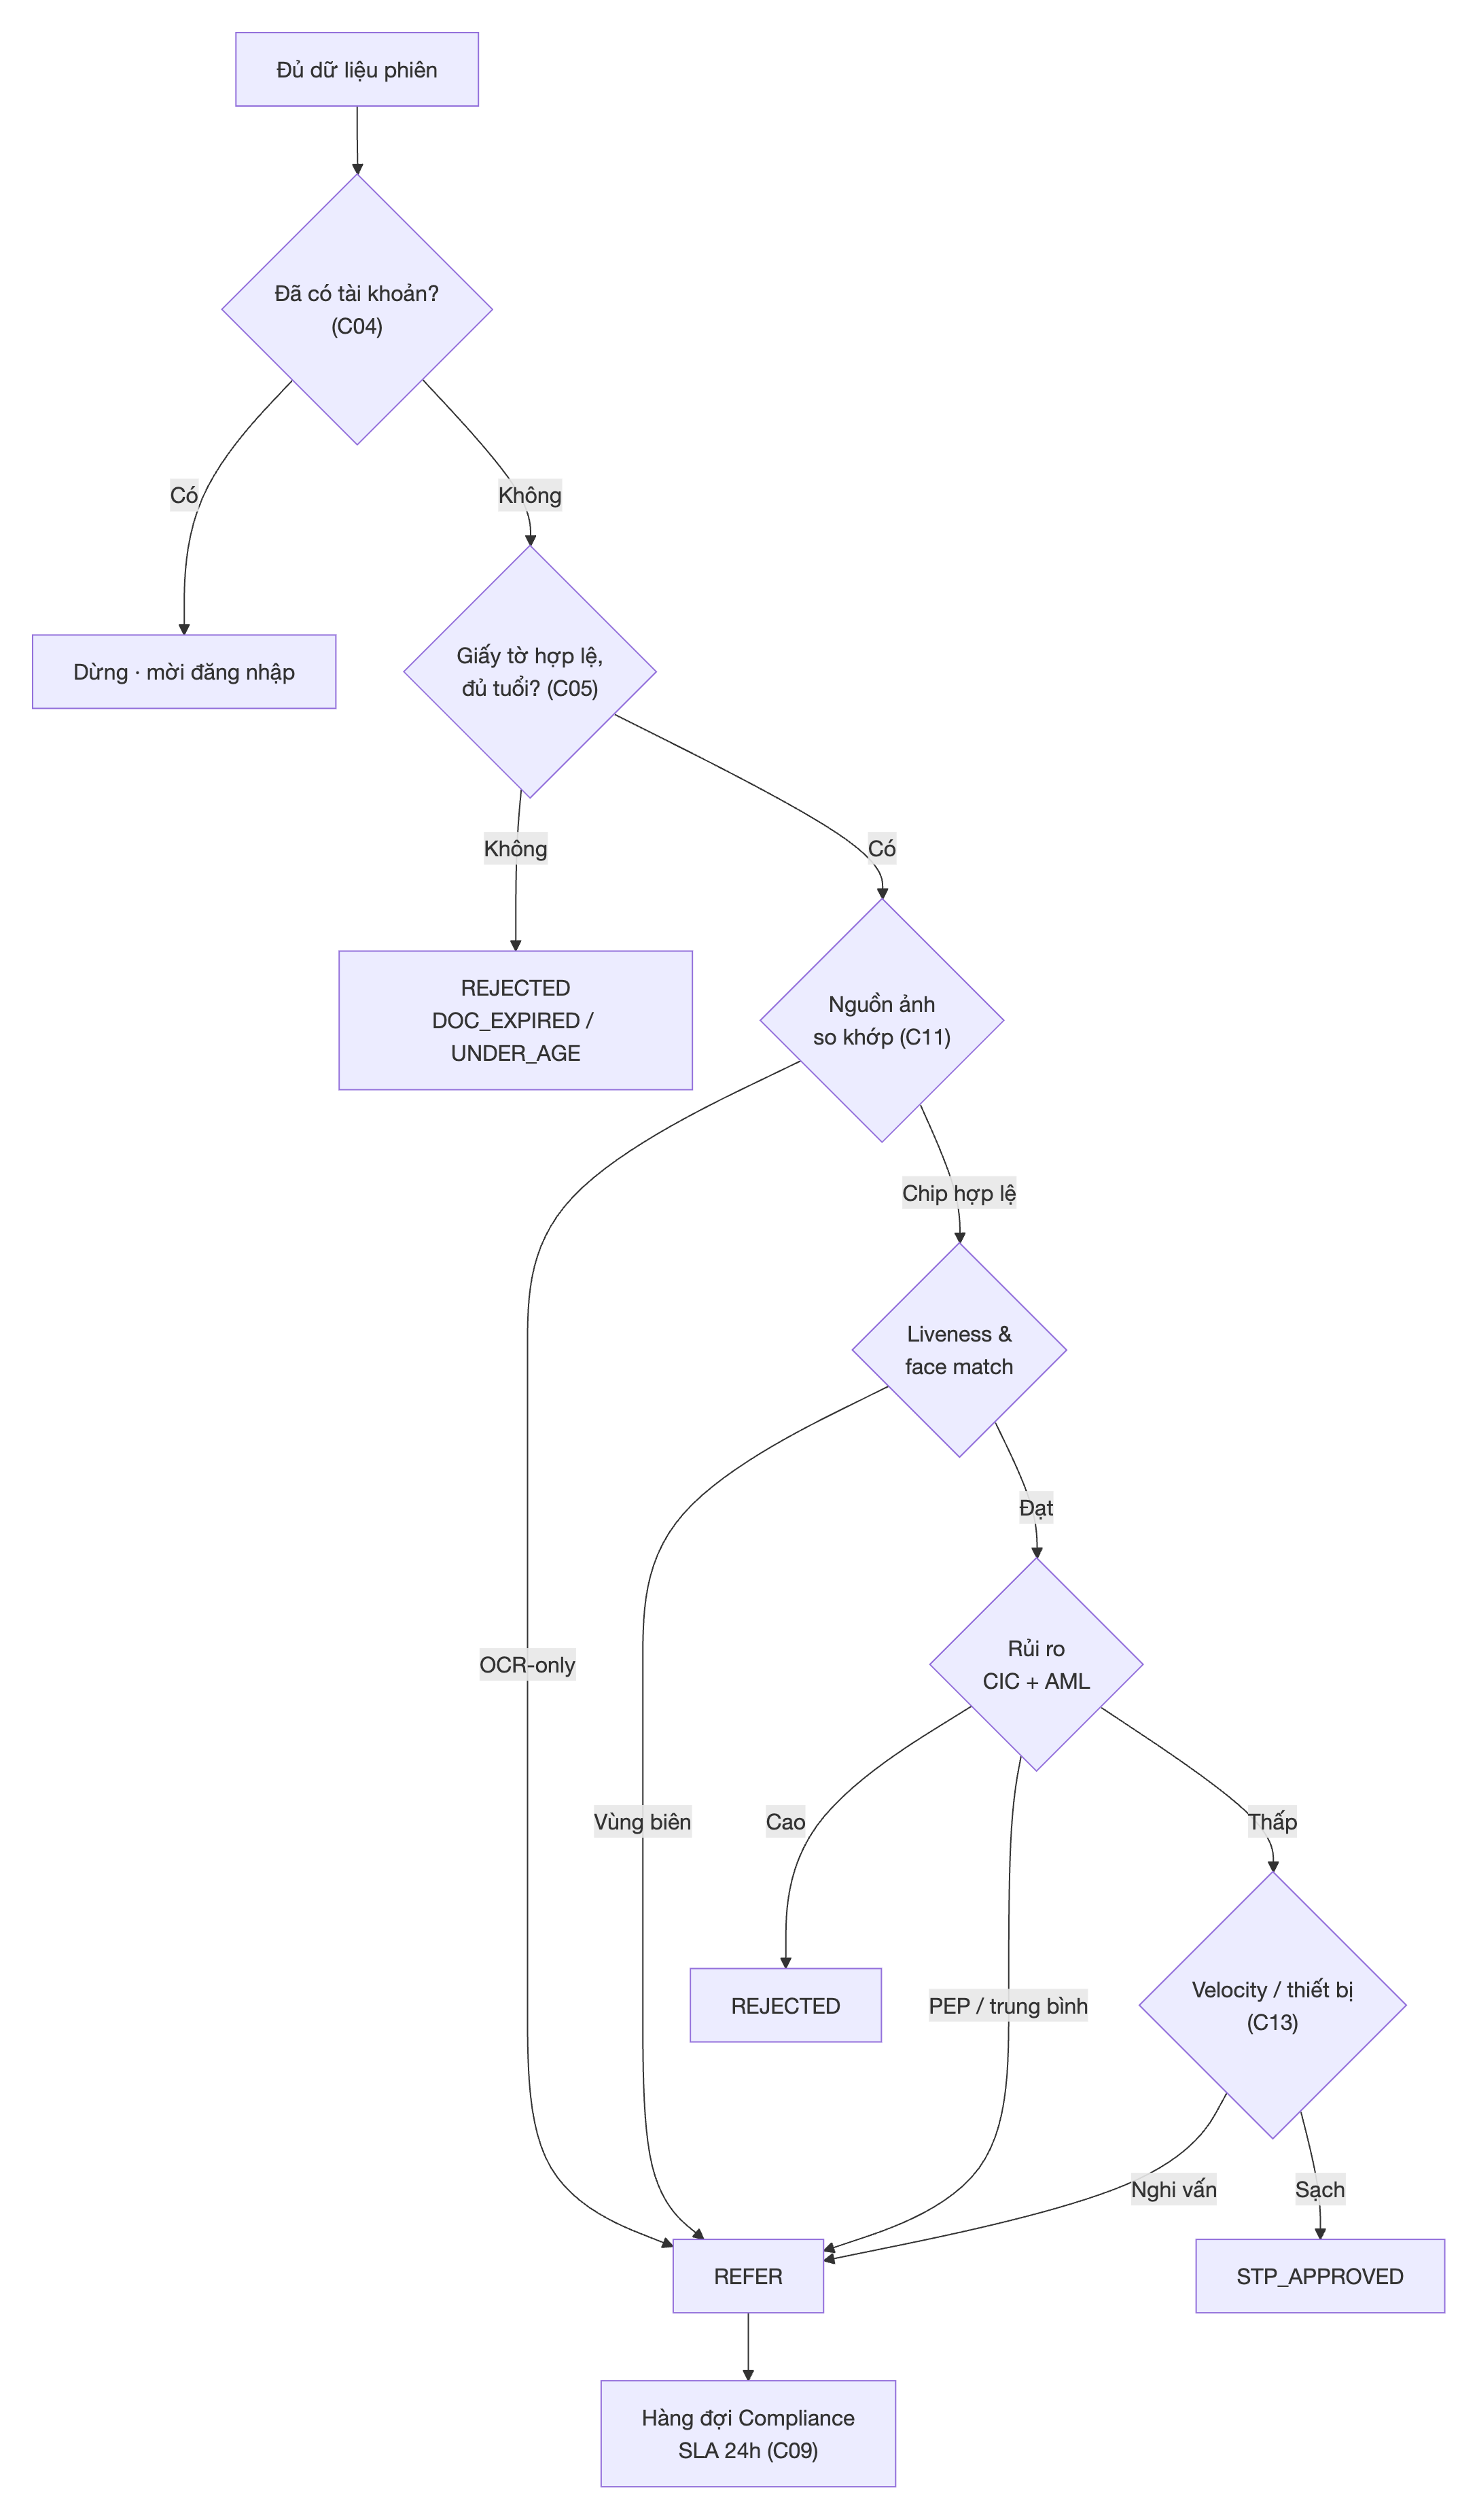 Đủ dữ liệu phiên
Đã có tài khoản?
(C04)
Có
Không
Dừng · mời đăng nhập
Giấy tờ hợp lệ,
đủ tuổi? (C05)
Không
Có
REJECTED
DOC_EXPIRED /
UNDER_AGE
Nguồn ảnh
so khớp (C11)
Chip hợp lệ
Liveness &
face match
Đạt
OCR-only
Rủi ro
CIC + AML
Vùng biên
Cao
Thấp
REJECTED
PEP / trung bình
Velocity / thiết bị
(C13)
Nghi vấn
Sạch
REFER
STP_APPROVED
Hàng đợi Compliance
SLA 24h (C09)